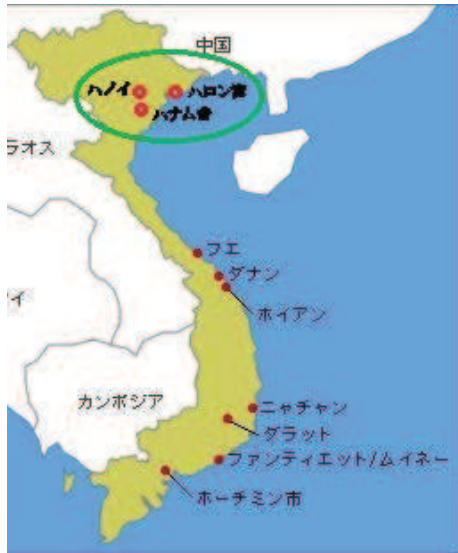 中国
ハノイ
ハロン湾
ハナム省
ラオス
フエ
ダナン
ホイアン
イ
カンボジア
ニャチャン
ダラット
ファンティエット/ムイネー
ホーチミン市